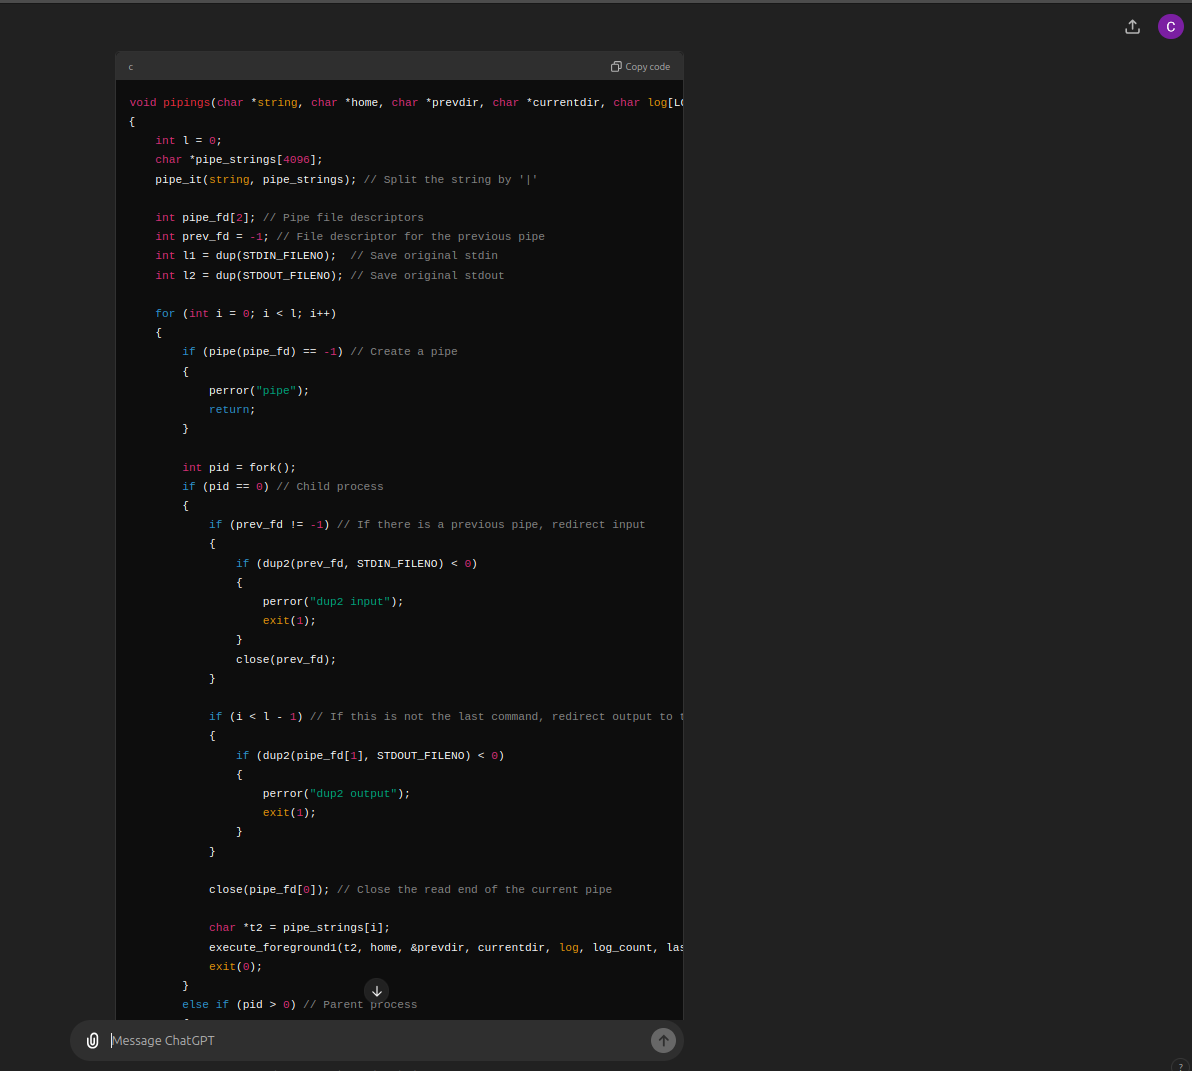 C
c
Copy code
void pipings(char *string, char *home, char *prevdir, char *currentdir, char log[LO
{
    int l = 0;
    char *pipe_strings[4096];
    pipe_it(string, pipe_strings); // Split the string by '|'
    int pipe_fd[2]; // Pipe file descriptors
    int prev_fd = -1; // File descriptor for the previous pipe
    int l1 = dup(STDIN_FILENO);  // Save original stdin
    int l2 = dup(STDOUT_FILENO); // Save original stdout
    for (int i = 0; i < l; i++)
    {
        if (pipe(pipe_fd) == -1) // Create a pipe
        {
            perror("pipe");
            return;
        }
        int pid = fork();
        if (pid == 0) // Child process
        {
            if (prev_fd != -1) // If there is a previous pipe, redirect input
            {
                if (dup2(prev_fd, STDIN_FILENO) < 0)
                {
                    perror("dup2 input");
                    exit(1);
                }
                close(prev_fd);
            }
            if (i < l - 1) // If this is not the last command, redirect output to
            {
                if (dup2(pipe_fd[1], STDOUT_FILENO) < 0)
                {
                    perror("dup2 output");
                    exit(1);
                }
            }
            close(pipe_fd[0]); // Close the read end of the current pipe
            char *t2 = pipe_strings[i];
            execute_foreground1(t2, home, &prevdir, currentdir, log, log_count, las
            exit(0);
        }
        else if (pid > 0) // Parent process
Message ChatGPT
?